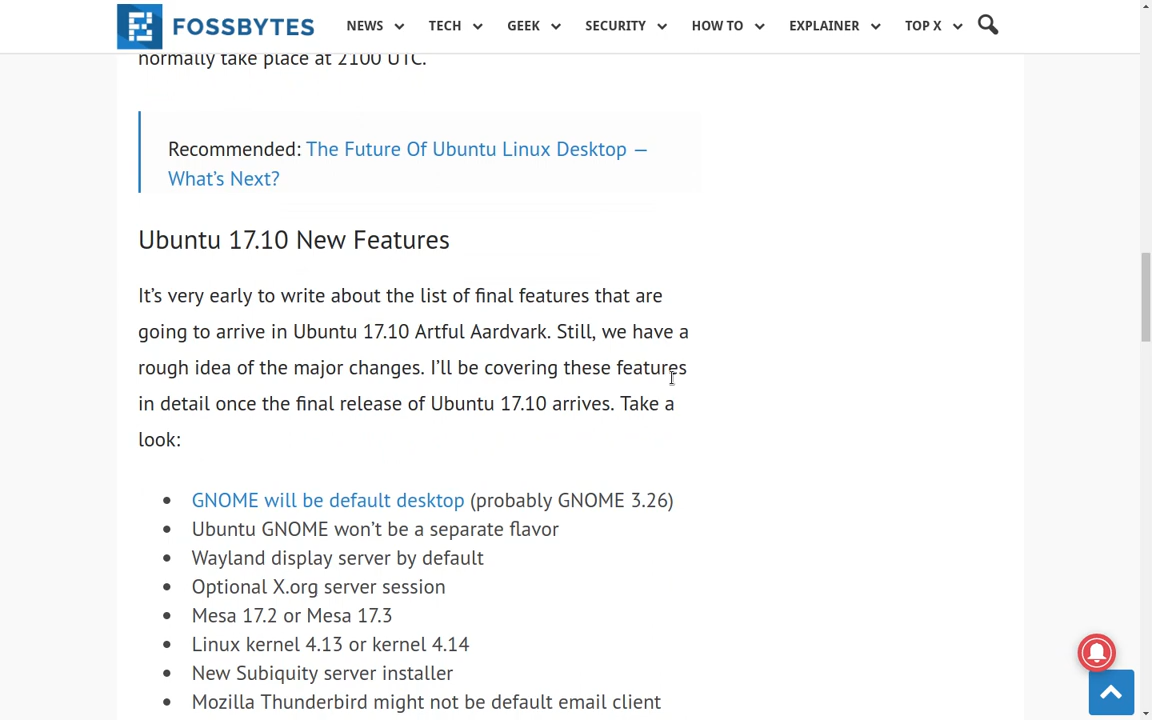 FOSSBYTES
NEWS TECH GEEK SECURITY HOW TO EXPLAINER TOP X
normally take place at 2100 UTC.
Recommended: The Future Of Ubuntu Linux Desktop —
What’s Next?
Ubuntu 17.10 New Features
It’s very early to write about the list of final features that are
going to arrive in Ubuntu 17.10 Artful Aardvark. Still, we have a
rough idea of the major changes. I’ll be covering these features
in detail once the final release of Ubuntu 17.10 arrives. Take a
look:
GNOME will be default desktop (probably GNOME 3.26)
Ubuntu GNOME won’t be a separate flavor
Wayland display server by default
Optional X.org server session
Mesa 17.2 or Mesa 17.3
Linux kernel 4.13 or kernel 4.14
New Subiquity server installer
Mozilla Thunderbird might not be default email client